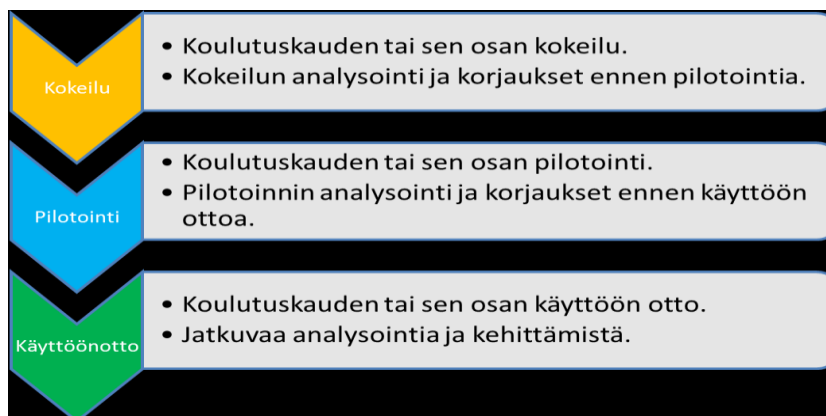 Kokeilu
• Koulutuskauden tai sen osan kokeilu.
• Kokeilun analysointi ja korjaukset ennen pilotointia.
Pilotointi
• Koulutuskauden tai sen osan pilotointi.
• Pilotoinnin analysointi ja korjaukset ennen käyttöön
ottoa.
Käyttöönotto
• Koulutuskauden tai sen osan käyttöön otto.
• Jatkuvaa analysointia ja kehittämistä.